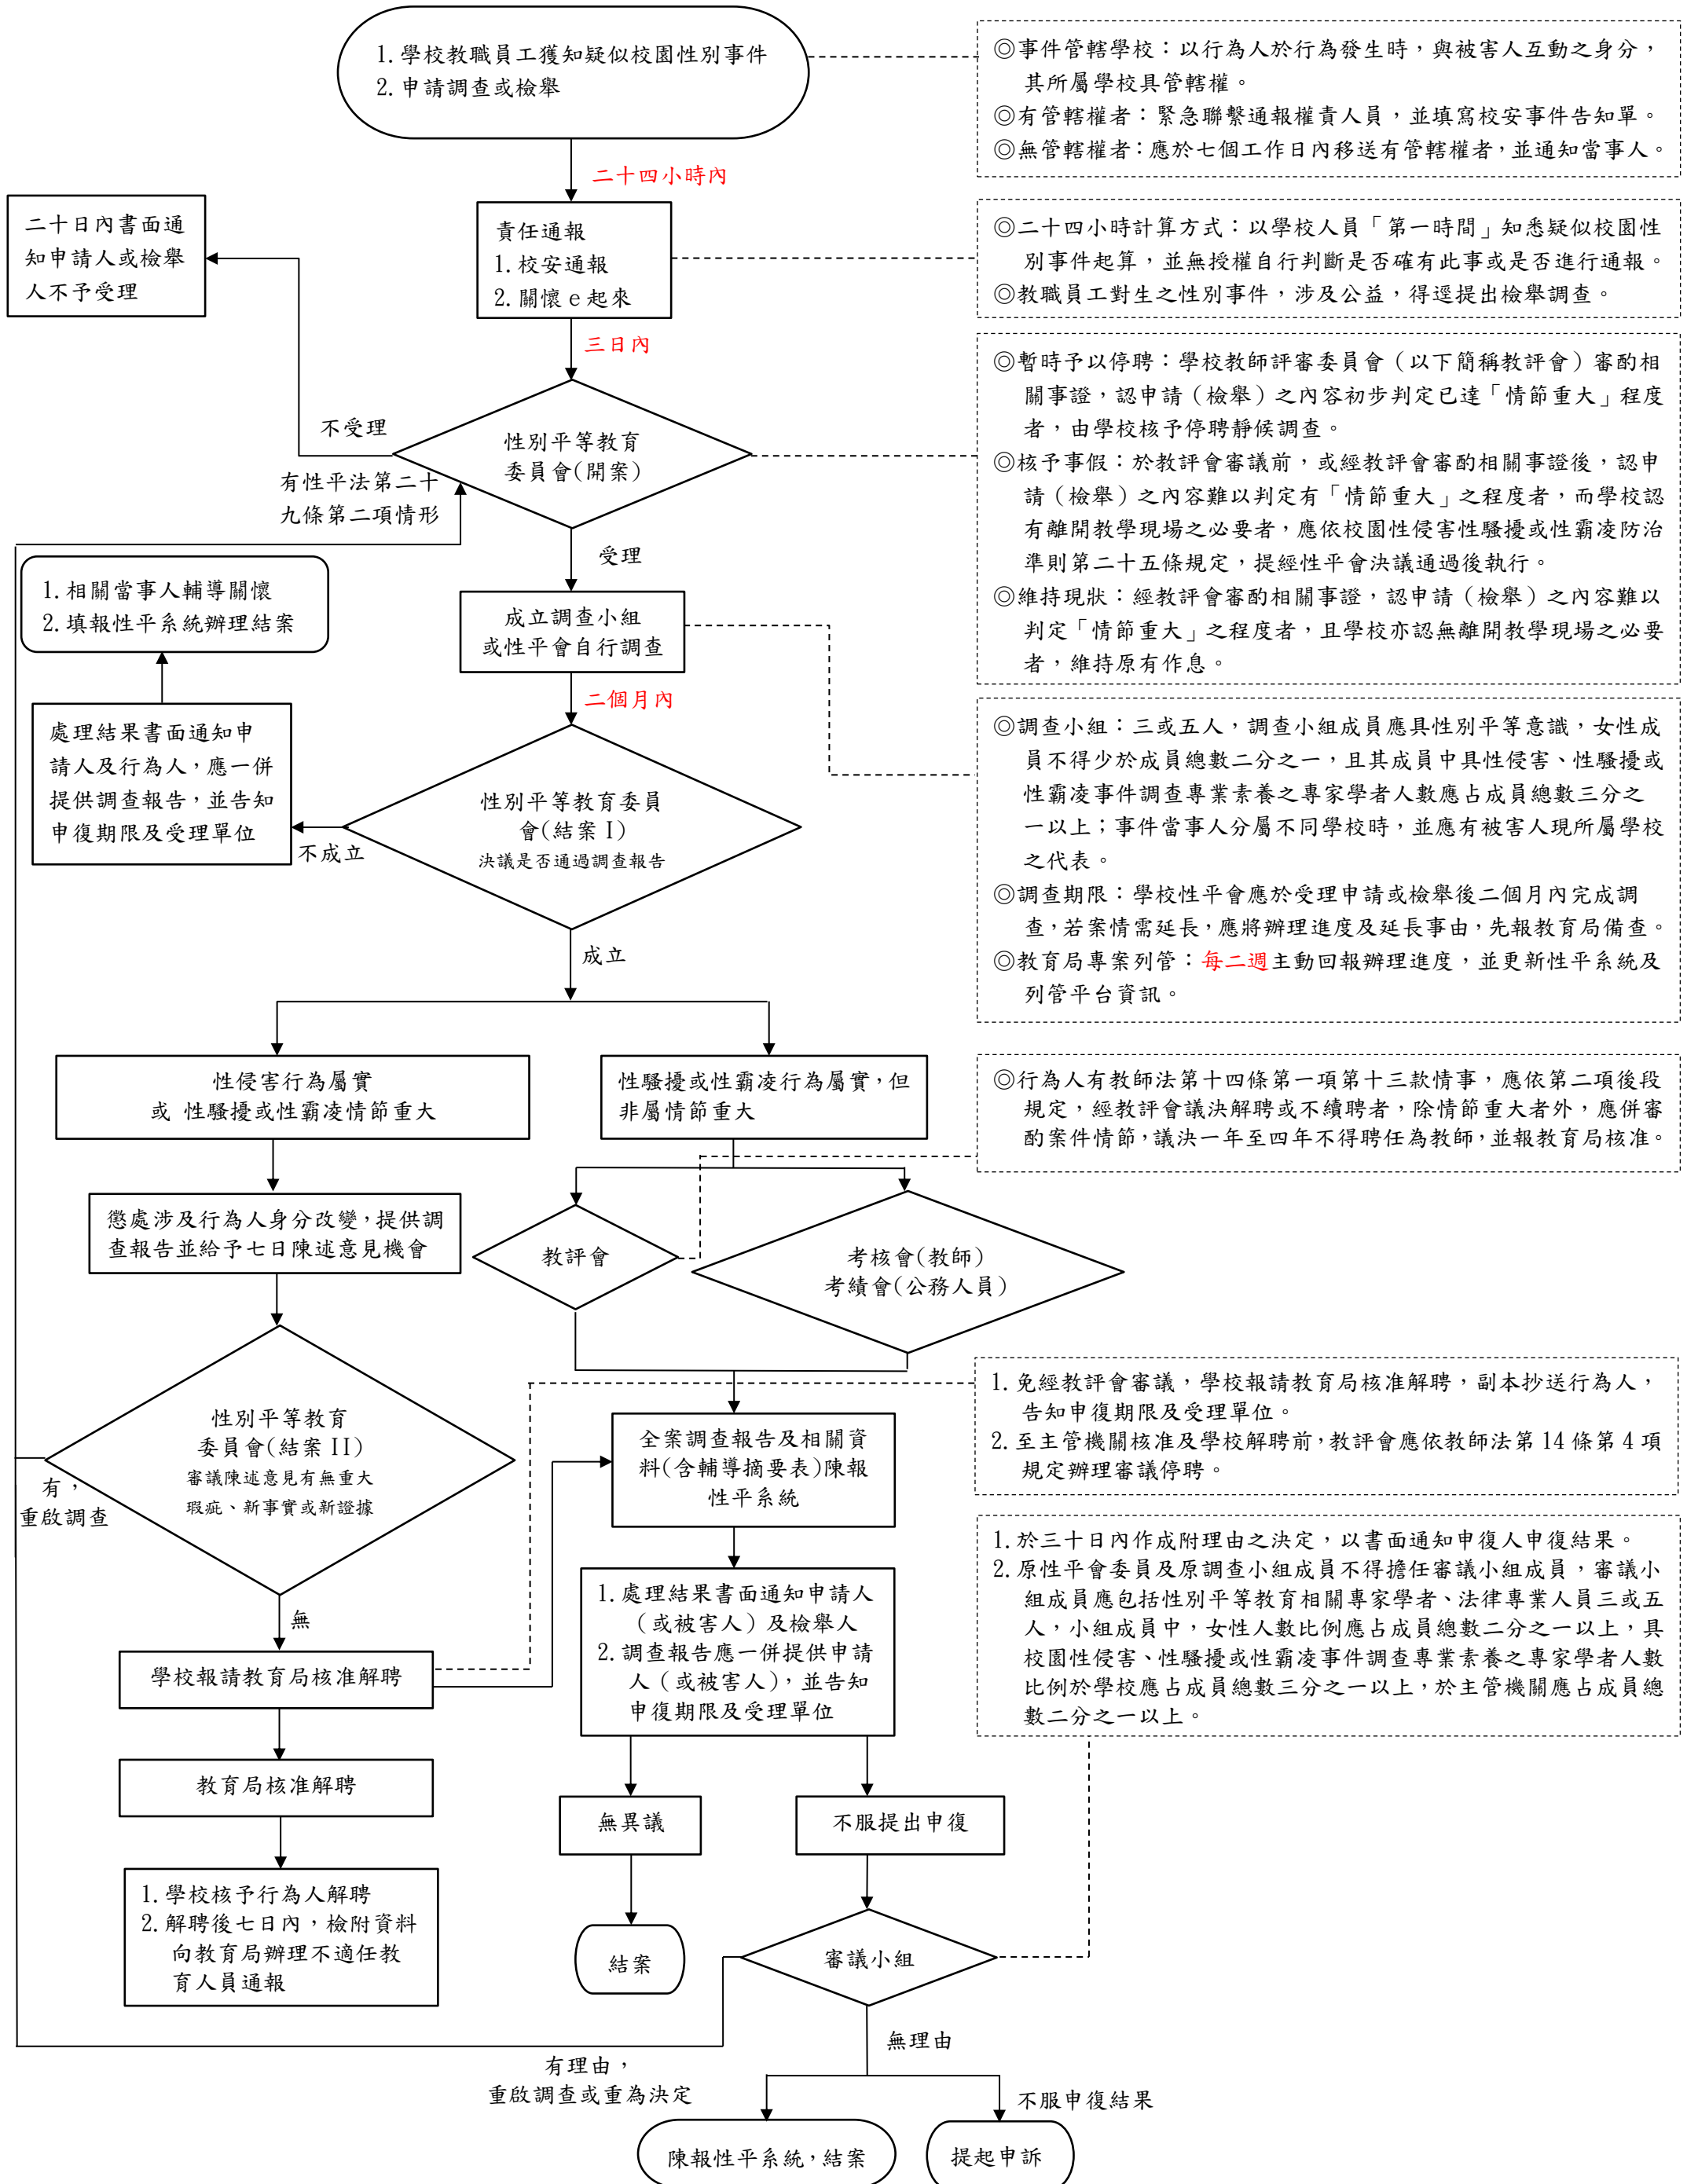 1.學校教職員工獲知疑似校園性別事件
2.申請調查或檢舉
◎事件管轄學校：以行為人於行為發生時，與被害人互動之身分，
其所屬學校具管轄權。
◎有管轄權者：緊急聯繫通報權責人員，並填寫校安事件告知單。
◎無管轄權者：應於七個工作日內移送有管轄權者，並通知當事人。
二十四小時內
二十日內書面通
知申請人或檢舉
人不予受理
責任通報
1.校安通報
2.關懷 e 起來
◎二十四小時計算方式：以學校人員「第一時間」知悉疑似校園性
別事件起算，並無授權自行判斷是否確有此事或是否進行通報。
◎教職員工對生之性別事件，涉及公益，得逕提出檢舉調查。
三日內
不受理
性別平等教育
委員會(開案)
有性平法第二十
九條第二項情形
受理
◎暫時予以停聘：學校教師評審委員會（以下簡稱教評會）審酌相
關事證，認申請（檢舉）之內容初步判定已達「情節重大」程度
者，由學校核予停聘靜候調查。
◎核予事假：於教評會審議前，或經教評會審酌相關事證後，認申
請（檢舉）之內容難以判定有「情節重大」之程度者，而學校認
有離開教學現場之必要者，應依校園性侵害性騷擾或性霸凌防治
準則第二十五條規定，提經性平會決議通過後執行。
◎維持現狀：經教評會審酌相關事證，認申請（檢舉）之內容難以
判定「情節重大」之程度者，且學校亦認無離開教學現場之必要
者，維持原有作息。
1.相關當事人輔導關懷
2.填報性平系統辦理結案
成立調查小組
或性平會自行調查
二個月內
處理結果書面通知申
請人及行為人，應一併
提供調查報告，並告知
申復期限及受理單位
不成立
性別平等教育委員
會(結案 I)
決議是否通過調查報告
成立
◎調查小組：三或五人，調查小組成員應具性別平等意識，女性成
員不得少於成員總數二分之一，且其成員中具性侵害、性騷擾或
性霸凌事件調查專業素養之專家學者人數應占成員總數三分之
一以上；事件當事人分屬不同學校時，並應有被害人現所屬學校
之代表。
◎調查期限：學校性平會應於受理申請或檢舉後二個月內完成調
查，若案情需延長，應將辦理進度及延長事由，先報教育局備查。
◎教育局專案列管：每二週主動回報辦理進度，並更新性平系統及
列管平台資訊。
性侵害行為屬實
或 性騷擾或性霸凌情節重大
性騷擾或性霸凌行為屬實，但
非屬情節重大
◎行為人有教師法第十四條第一項第十三款情事，應依第二項後段
規定，經教評會議決解聘或不續聘者，除情節重大者外，應併審
酌案件情節，議決一年至四年不得聘任為教師，並報教育局核准。
懲處涉及行為人身分改變，提供調
查報告並給予七日陳述意見機會
教評會
考核會(教師)
考績會(公務人員)
性別平等教育
委員會(結案 II)
審議陳述意見有無重大
瑕疵、新事實或新證據
有，
重啟調查
無
1.免經教評會審議，學校報請教育局核准解聘，副本抄送行為人，
告知申復期限及受理單位。
2.至主管機關核准及學校解聘前，教評會應依教師法第 14 條第 4 項
規定辦理審議停聘。
全案調查報告及相關資
料(含輔導摘要表)陳報
性平系統
1.於三十日內作成附理由之決定，以書面通知申復人申復結果。
2.原性平會委員及原調查小組成員不得擔任審議小組成員，審議小
組成員應包括性別平等教育相關專家學者、法律專業人員三或五
人，小組成員中，女性人數比例應占成員總數二分之一以上，具
校園性侵害、性騷擾或性霸凌事件調查專業素養之專家學者人數
比例於學校應占成員總數三分之一以上，於主管機關應占成員總
數二分之一以上。
學校報請教育局核准解聘
1.處理結果書面通知申請人
（或被害人）及檢舉人
2.調查報告應一併提供申請
人（或被害人），並告知
申復期限及受理單位
教育局核准解聘
無異議
不服提出申復
1.學校核予行為人解聘
2.解聘後七日內，檢附資料
向教育局辦理不適任教
育人員通報
結案
審議小組
有理由，
重啟調查或重為決定
無理由
不服申復結果
陳報性平系統，結案
提起申訴